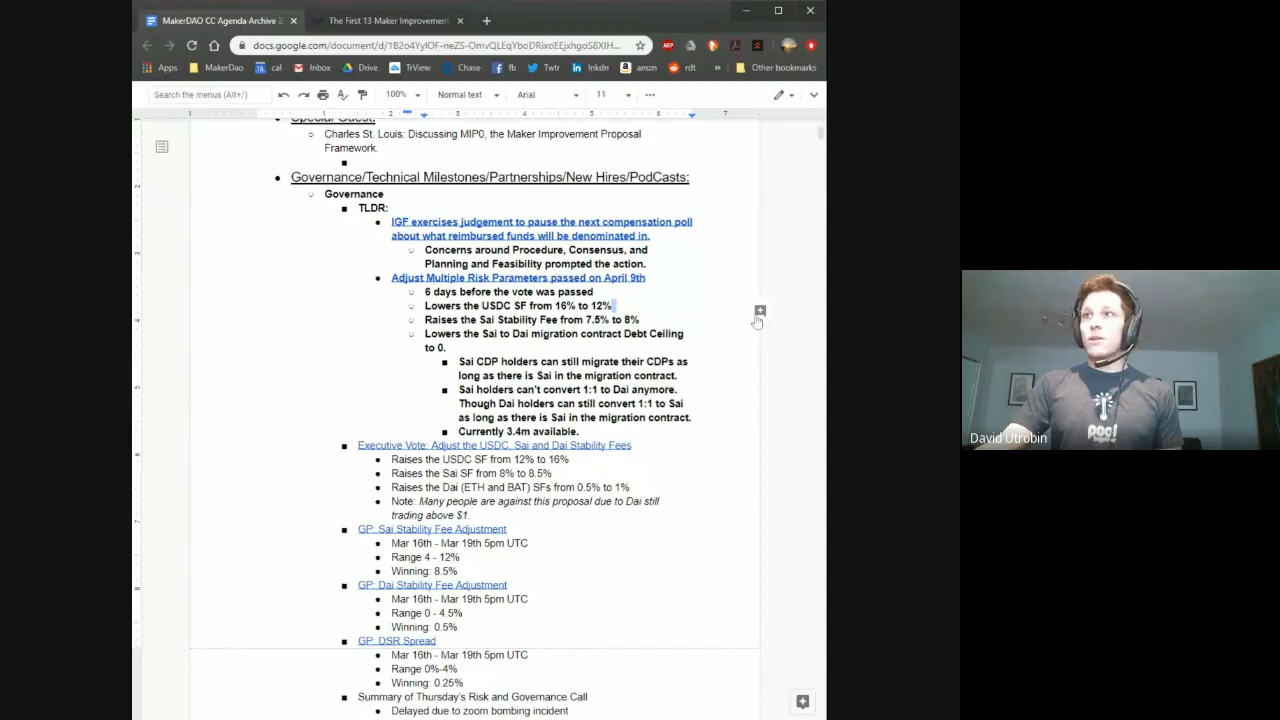 MakerDAO CC Agenda Archive 2
The First 13 Maker Improvement
docs.google.com/document/d/
Apps
MakerDao
cal
Inbox
Drive
TrView
Chase
fb
Twtr
lnkdn
amzn
rdt
Other bookmarks
Search the menus (Alt+/)
100%
Normal text
Arial
11
Special Guest:
Charles St. Louis: Discussing MIP0, the Maker Improvement Proposal
Framework.
Governance/Technical Milestones/Partnerships/New Hires/PodCasts:
Governance
TLDR:
IGF exercises judgement to pause the next compensation poll
about what reimbursed funds will be denominated in.
Concerns around Procedure, Consensus, and
Planning and Feasibility prompted the action.
Adjust Multiple Risk Parameters passed on April 9th
6 days before the vote was passed
Lowers the USDC SF from 16% to 12%
Raises the Sai Stability Fee from 7.5% to 8%
Lowers the Sai to Dai migration contract Debt Ceiling
to 0.
Sai CDP holders can still migrate their CDPs as
long as there is Sai in the migration contract.
Sai holders can't convert 1:1 to Dai anymore.
Though Dai holders can still convert 1:1 to Sai
as long as there is Sai in the migration contract.
Currently 3.4m available.
Executive Vote: Adjust the USDC, Sai and Dai Stability Fees
Raises the USDC SF from 12% to 16%
Raises the Sai SF from 8% to 8.5%
Raises the Dai (ETH and BAT) SFs from 0.5% to 1%
Note: Many people are against this proposal due to Dai still
trading above $1.
GP: Sai Stability Fee Adjustment
Mar 16th - Mar 19th 5pm UTC
Range 4 - 12%
Winning: 8.5%
GP: Dai Stability Fee Adjustment
Mar 16th - Mar 19th 5pm UTC
Range 0 - 4.5%
Winning: 0.5%
GP: DSR Spread
Mar 16th - Mar 19th 5pm UTC
Range 0%-4%
Winning: 0.25%
Summary of Thursday's Risk and Governance Call
Delayed due to zoom bombing incident
David Utrobin